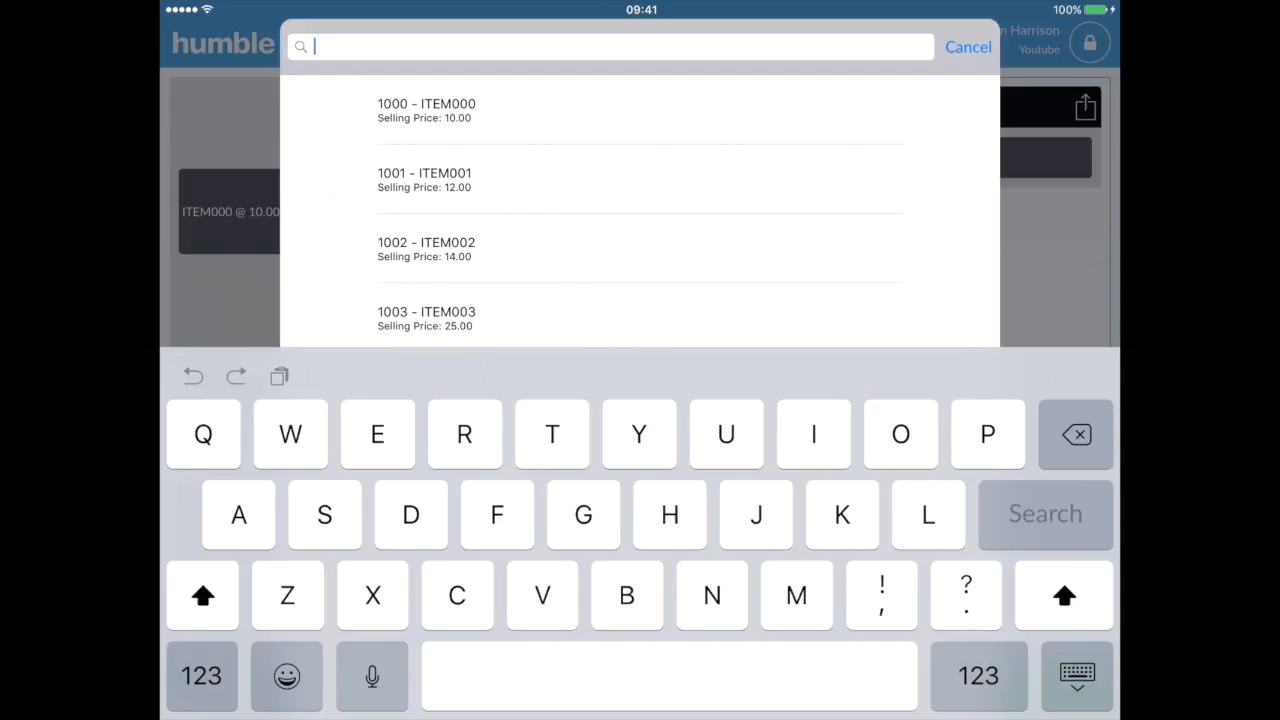 09:41
100%
humble
n Harrison
Youtube
Cancel
1000 - ITEM000
Selling Price: 10.00
1001 - ITEM001
Selling Price: 12.00
ITEM000 @ 10.00
1002 - ITEM002
Selling Price: 14.00
1003 - ITEM003
Selling Price: 25.00
Q W E R T Y U I O P
A S D F G H J K L Search
Z X C V B N M ! , ? .
123 123